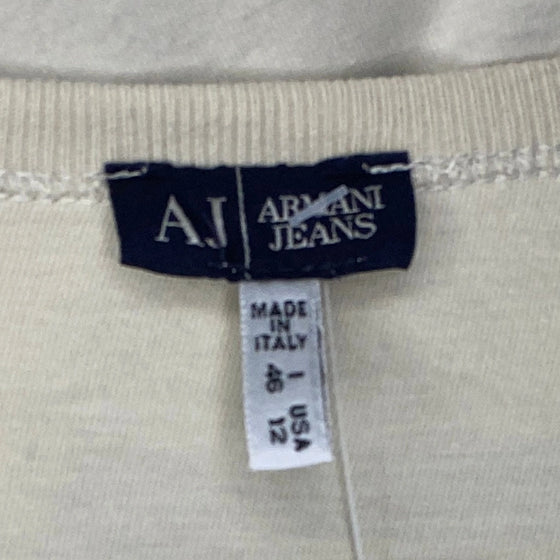 AJ
ARMANI
JEANS
MADE
IN
ITALY
I USA
46 12